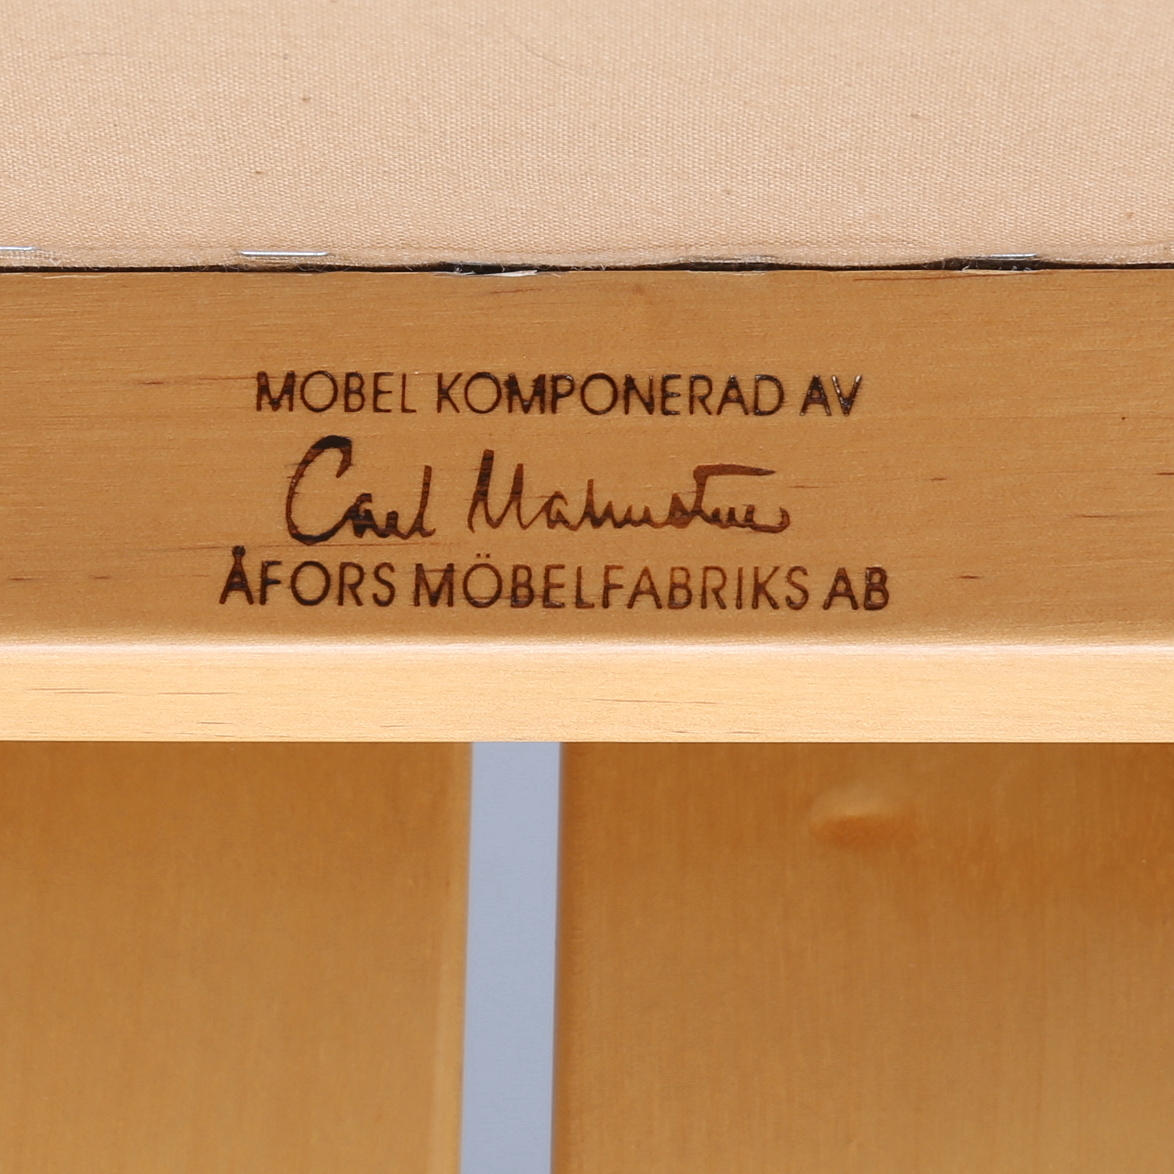 MOBEL KOMPONERAD AV
Carl Malmsten
ÅFORS MÖBELFABRIKS AB